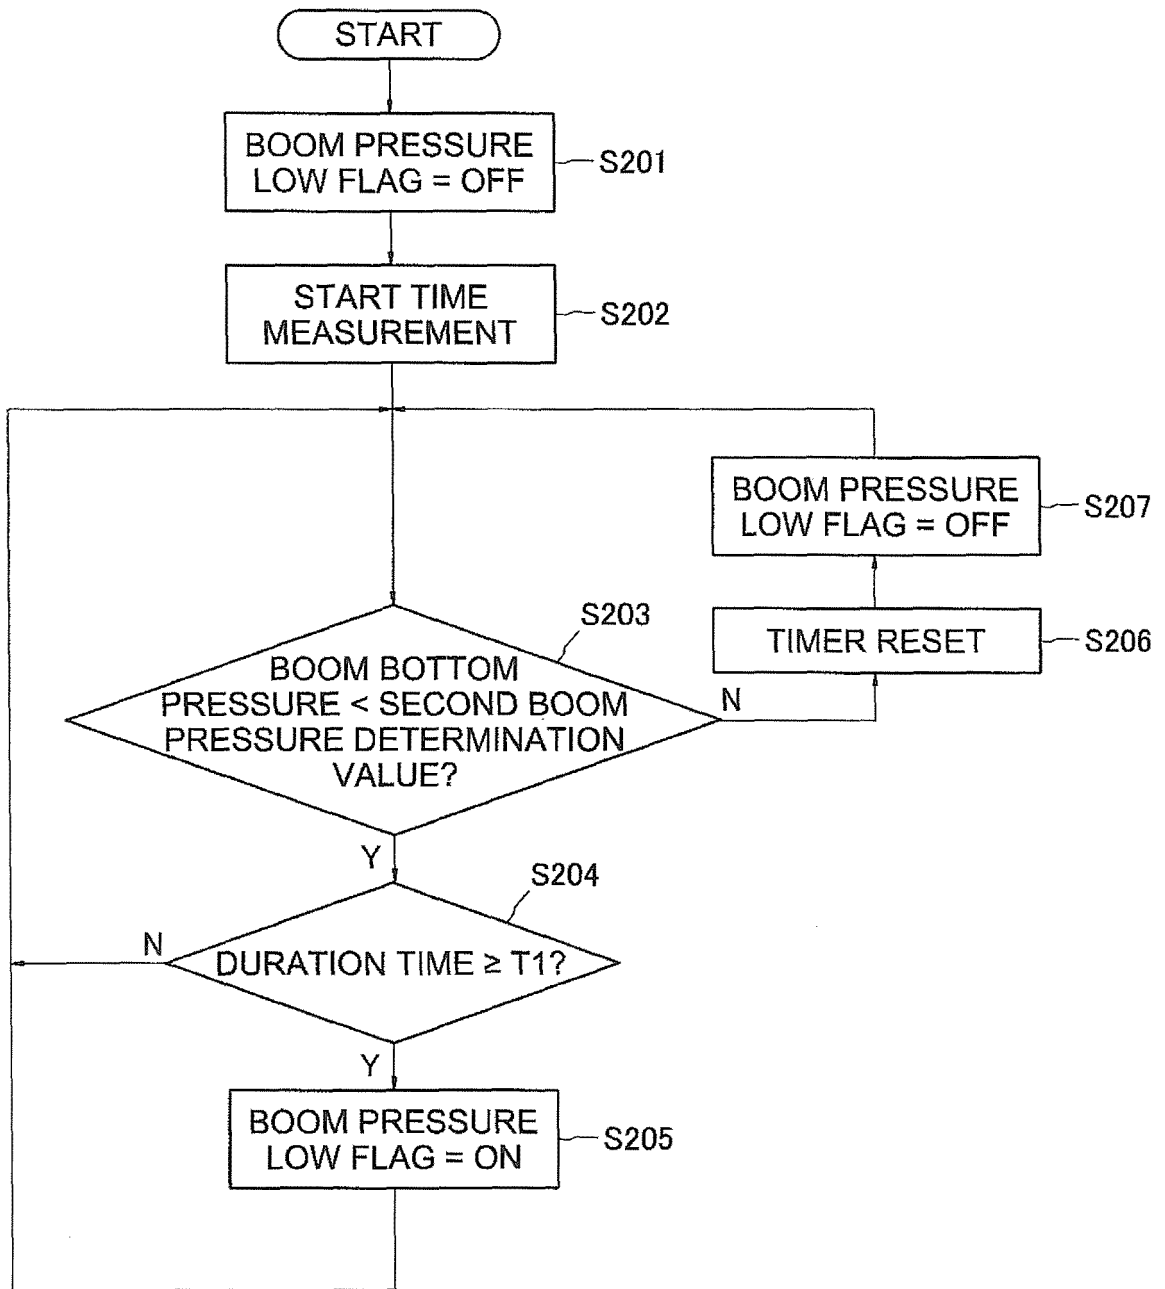 START
BOOM PRESSURE
LOW FLAG = OFF
S201
START TIME
MEASUREMENT
S202
BOOM PRESSURE
LOW FLAG = OFF
S207
TIMER RESET
S206
S203
BOOM BOTTOM
PRESSURE < SECOND BOOM
PRESSURE DETERMINATION
VALUE?
N
Y
S204
DURATION TIME ≥ T1?
N
Y
BOOM PRESSURE
LOW FLAG = ON
S205